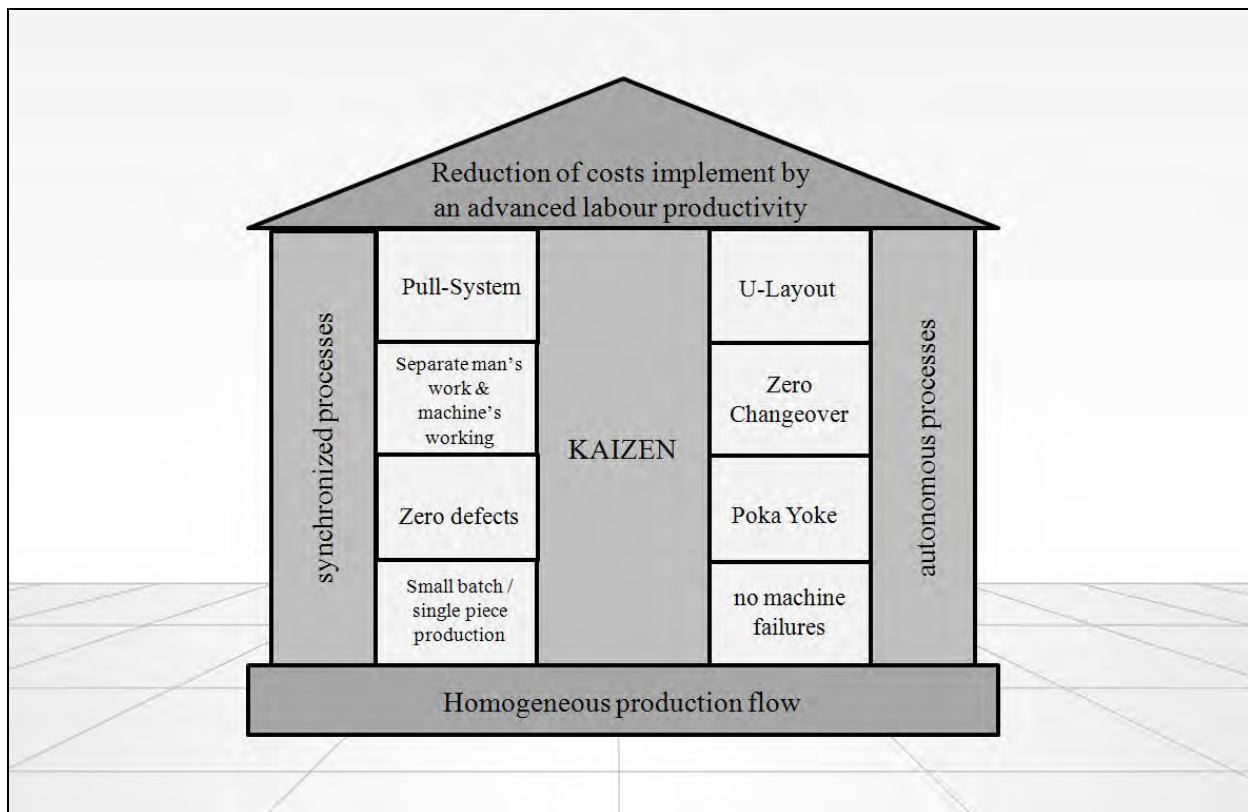 Reduction of costs implement by
an advanced labour productivity
synchronized processes
Pull-System
Separate man's
work &
machine's
working
Zero defects
Small batch /
single piece
production
KAIZEN
U-Layout
Zero
Changeover
Poka Yoke
no machine
failures
autonomous processes
Homogeneous production flow